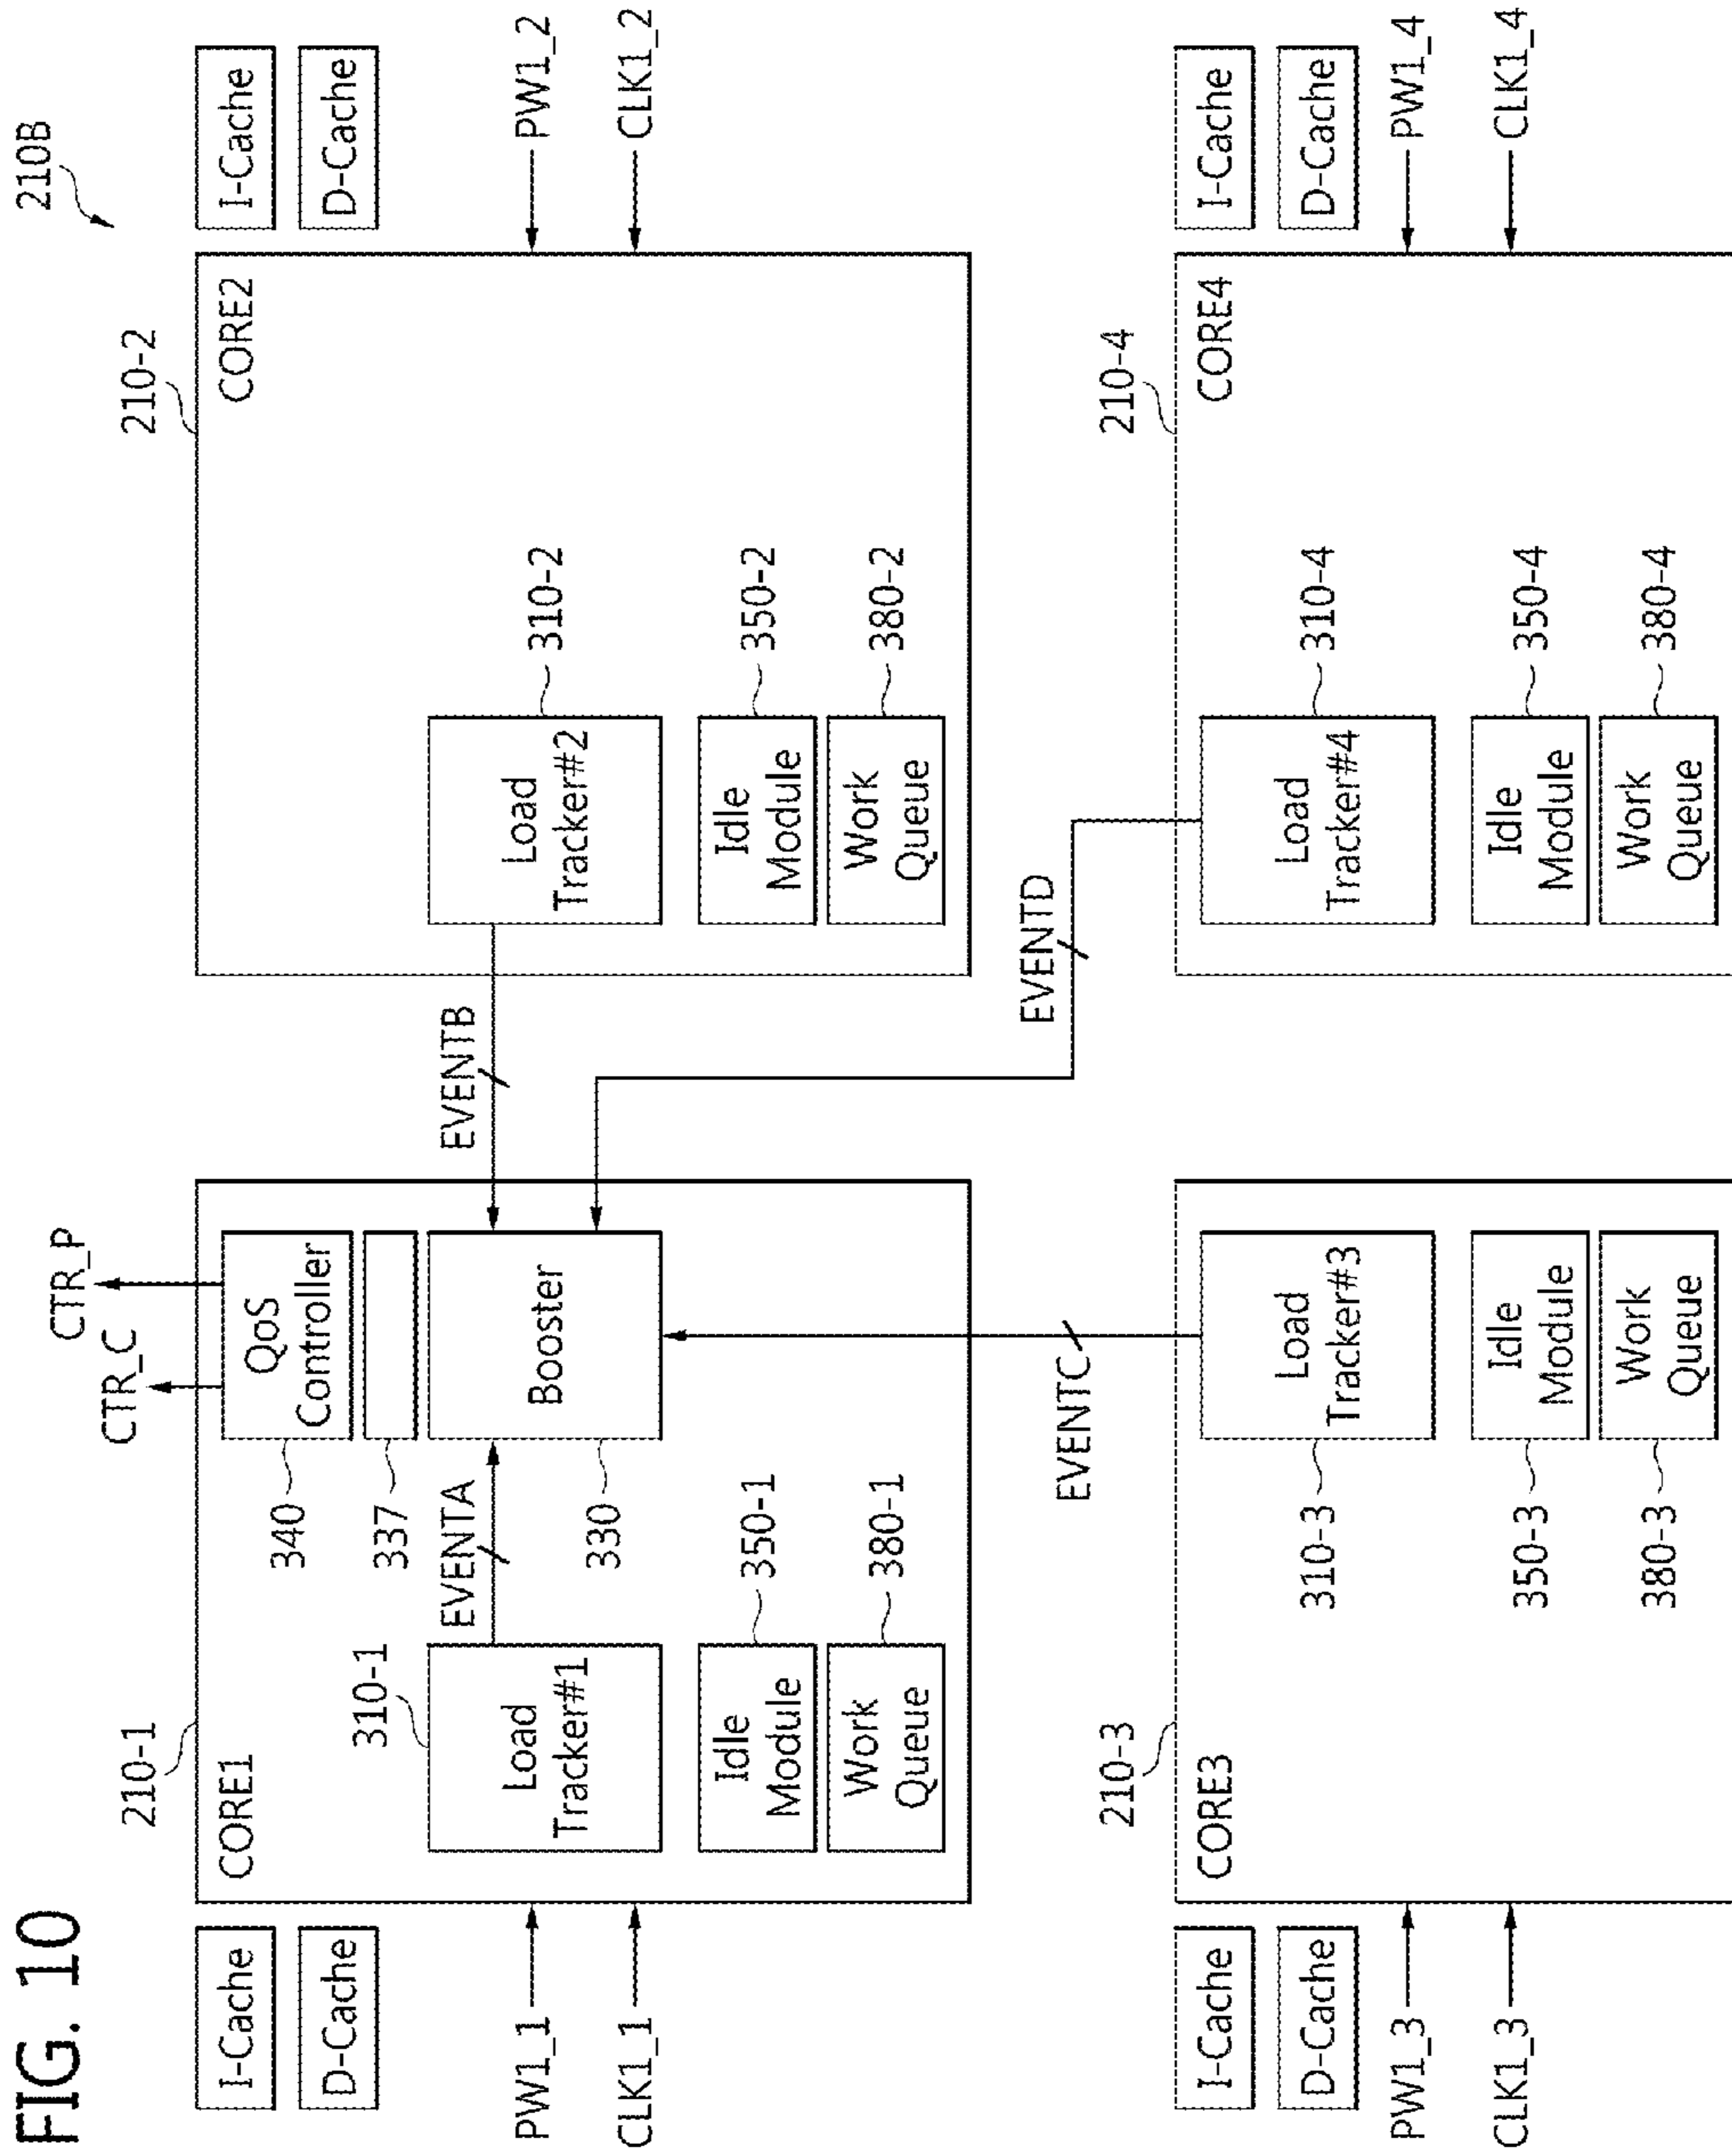 FIG. 10
210B
CTR_C
CTR_P
210-1
210-2
I-Cache
D-Cache
PW1_1
CLK1_1
CORE1
310-1
Load
Tracker#1
EVENTA
340
337
330
QoS
Controller
Booster
Idle
Module
350-1
Work
Queue
380-1
EVENTB
CORE2
Load
Tracker#2
310-2
Idle
Module
350-2
Work
Queue
380-2
I-Cache
D-Cache
PW1_2
CLK1_2
EVENTC
EVENTD
210-3
210-4
I-Cache
D-Cache
PW1_3
CLK1_3
CORE3
310-3
Load
Tracker#3
350-3
Idle
Module
380-3
Work
Queue
CORE4
Load
Tracker#4
310-4
Idle
Module
350-4
Work
Queue
380-4
I-Cache
D-Cache
PW1_4
CLK1_4